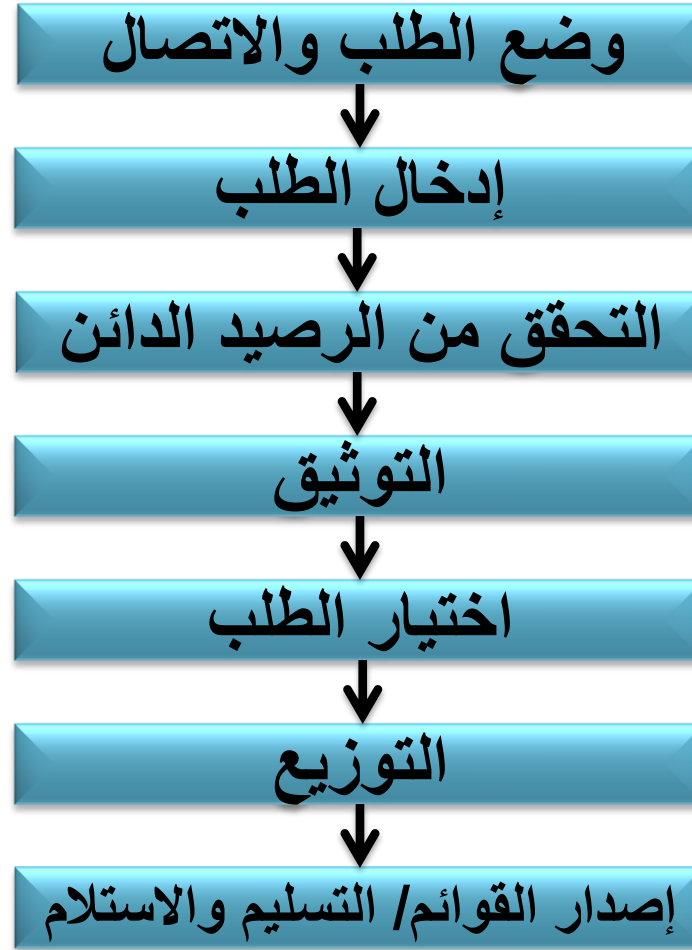 وضع الطلب والاتصال
إدخال الطلب
التحقق من الرصيد الدائن
التوثيق
اختيار الطلب
التوزيع
إصدار القوائم/ التسليم والاستلام